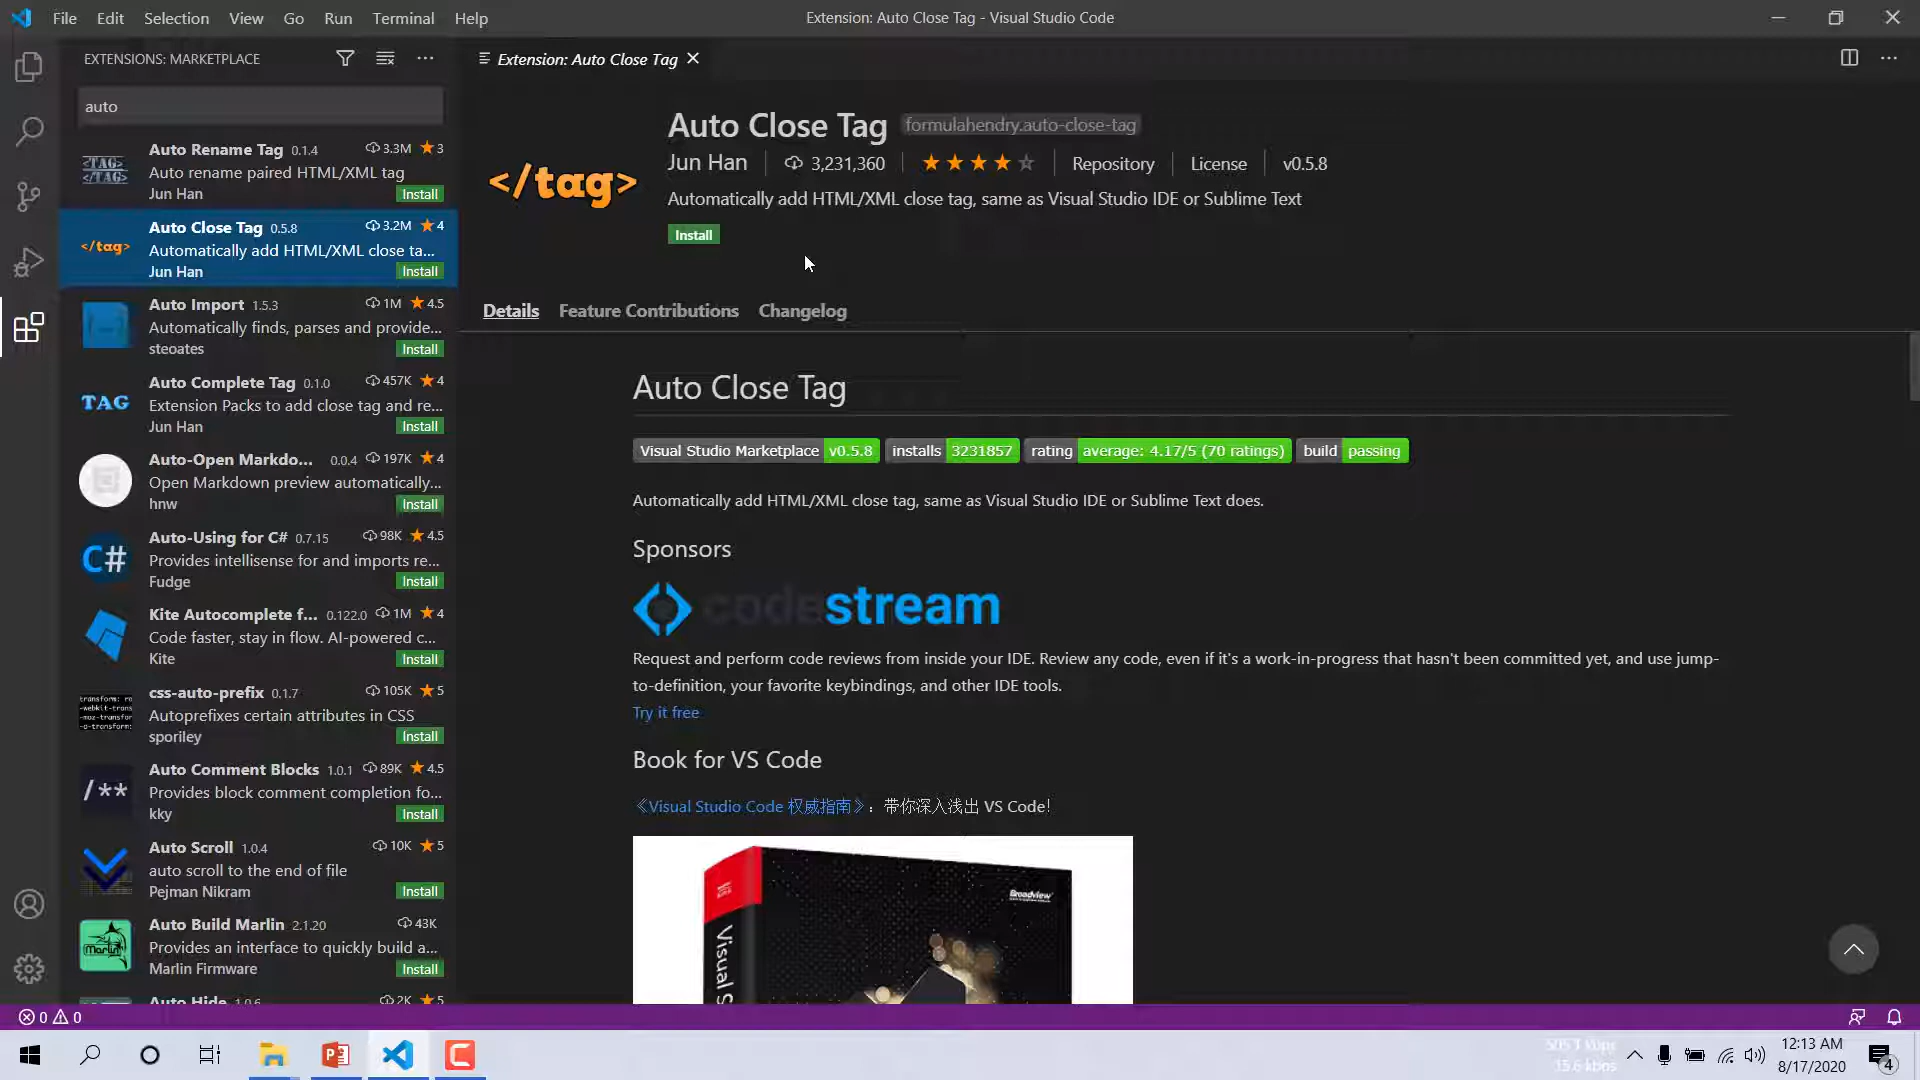 File Edit Selection View Go Run Terminal Help
Extension: Auto Close Tag - Visual Studio Code
EXTENSIONS: MARKETPLACE
auto
Auto Rename Tag 0.1.4 3.3M 3
Auto rename paired HTML/XML tag
Jun Han Install
Auto Close Tag 0.5.8 3.2M 4
Automatically add HTML/XML close ta...
Jun Han Install
Auto Import 1.5.3 1M 4.5
Automatically finds, parses and provide...
steoates Install
TAG
Auto Complete Tag 0.1.0 457K 4
Extension Packs to add close tag and re...
Jun Han Install
Auto-Open Markdo... 0.0.4 197K 4
Open Markdown preview automatically...
hnw Install
C#
Auto-Using for C# 0.7.15 98K 4.5
Provides intellisense for and imports re...
Fudge Install
Kite Autocomplete f... 0.122.0 1M 4
Code faster, stay in flow. AI-powered c...
Kite Install
css-auto-prefix 0.1.7 105K 5
Autoprefixes certain attributes in CSS
sporiley Install
/**
Auto Comment Blocks 1.0.1 89K 4.5
Provides block comment completion fo...
kky Install
Auto Scroll 1.0.4 10K 5
auto scroll to the end of file
Pejman Nikram Install
Marlin
Auto Build Marlin 2.1.20 43K
Provides an interface to quickly build a...
Marlin Firmware Install
Auto Hide 1.0.6 2K 5
Extension: Auto Close Tag
</tag>
Auto Close Tag formulahendry.auto-close-tag
Jun Han 3,231,360 Repository License v0.5.8
Automatically add HTML/XML close tag, same as Visual Studio IDE or Sublime Text
Install
Details Feature Contributions Changelog
Auto Close Tag
Visual Studio Marketplace v0.5.8 installs 3231857 rating average: 4.17/5 (70 ratings) build passing
Automatically add HTML/XML close tag, same as Visual Studio IDE or Sublime Text does.
Sponsors
codestream
Request and perform code reviews from inside your IDE. Review any code, even if it's a work-in-progress that hasn't been committed yet, and use jump-
to-definition, your favorite keybindings, and other IDE tools.
Try it free
Book for VS Code
《Visual Studio Code 权威指南》：带你深入浅出 VS Code!
Broadview
Visual S
0 0
12:13 AM
8/17/2020
4